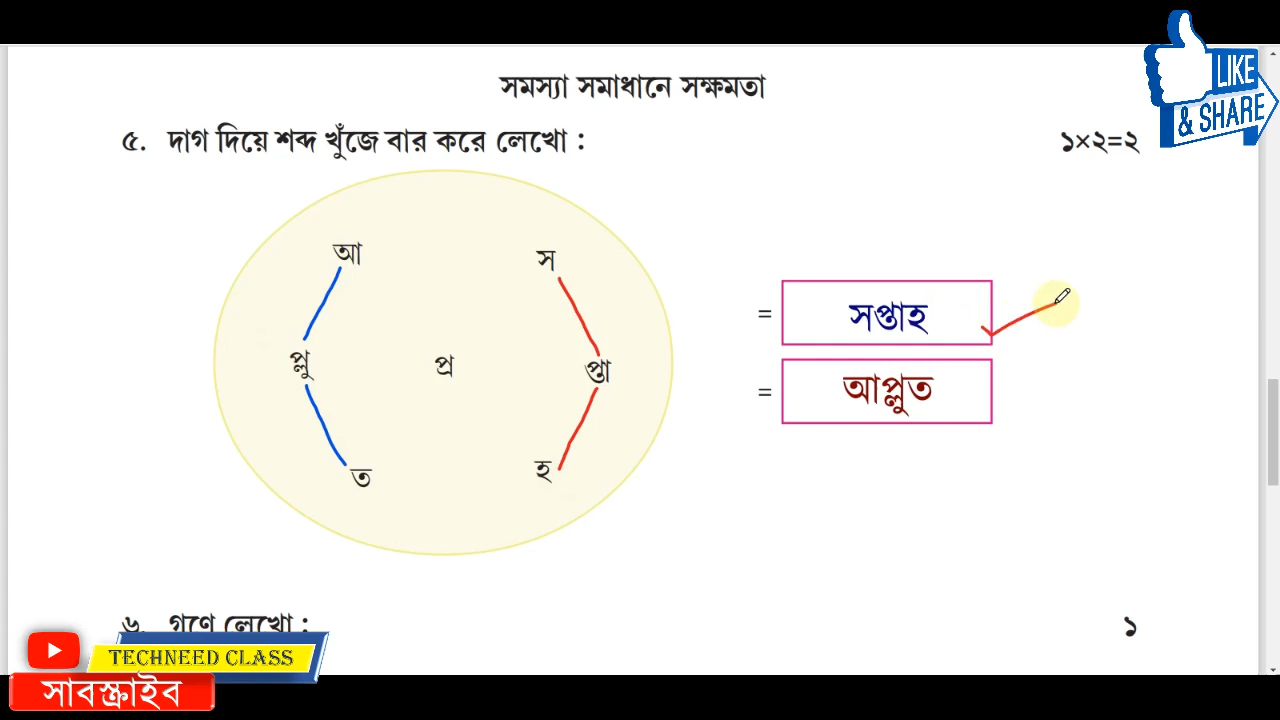 সমস্যা সমাধানে সক্ষমতা
LIKE
& SHARE
৫. দাগ দিয়ে শব্দ খুঁজে বার করে লেখো : ১×২=২
আ স
= সপ্তাহ
প্লু প্র প্তা
= আপ্লুত
ত হ
৬. গুণে লেখো : ১
TECHNEED CLASS
সাবস্ক্রাইব